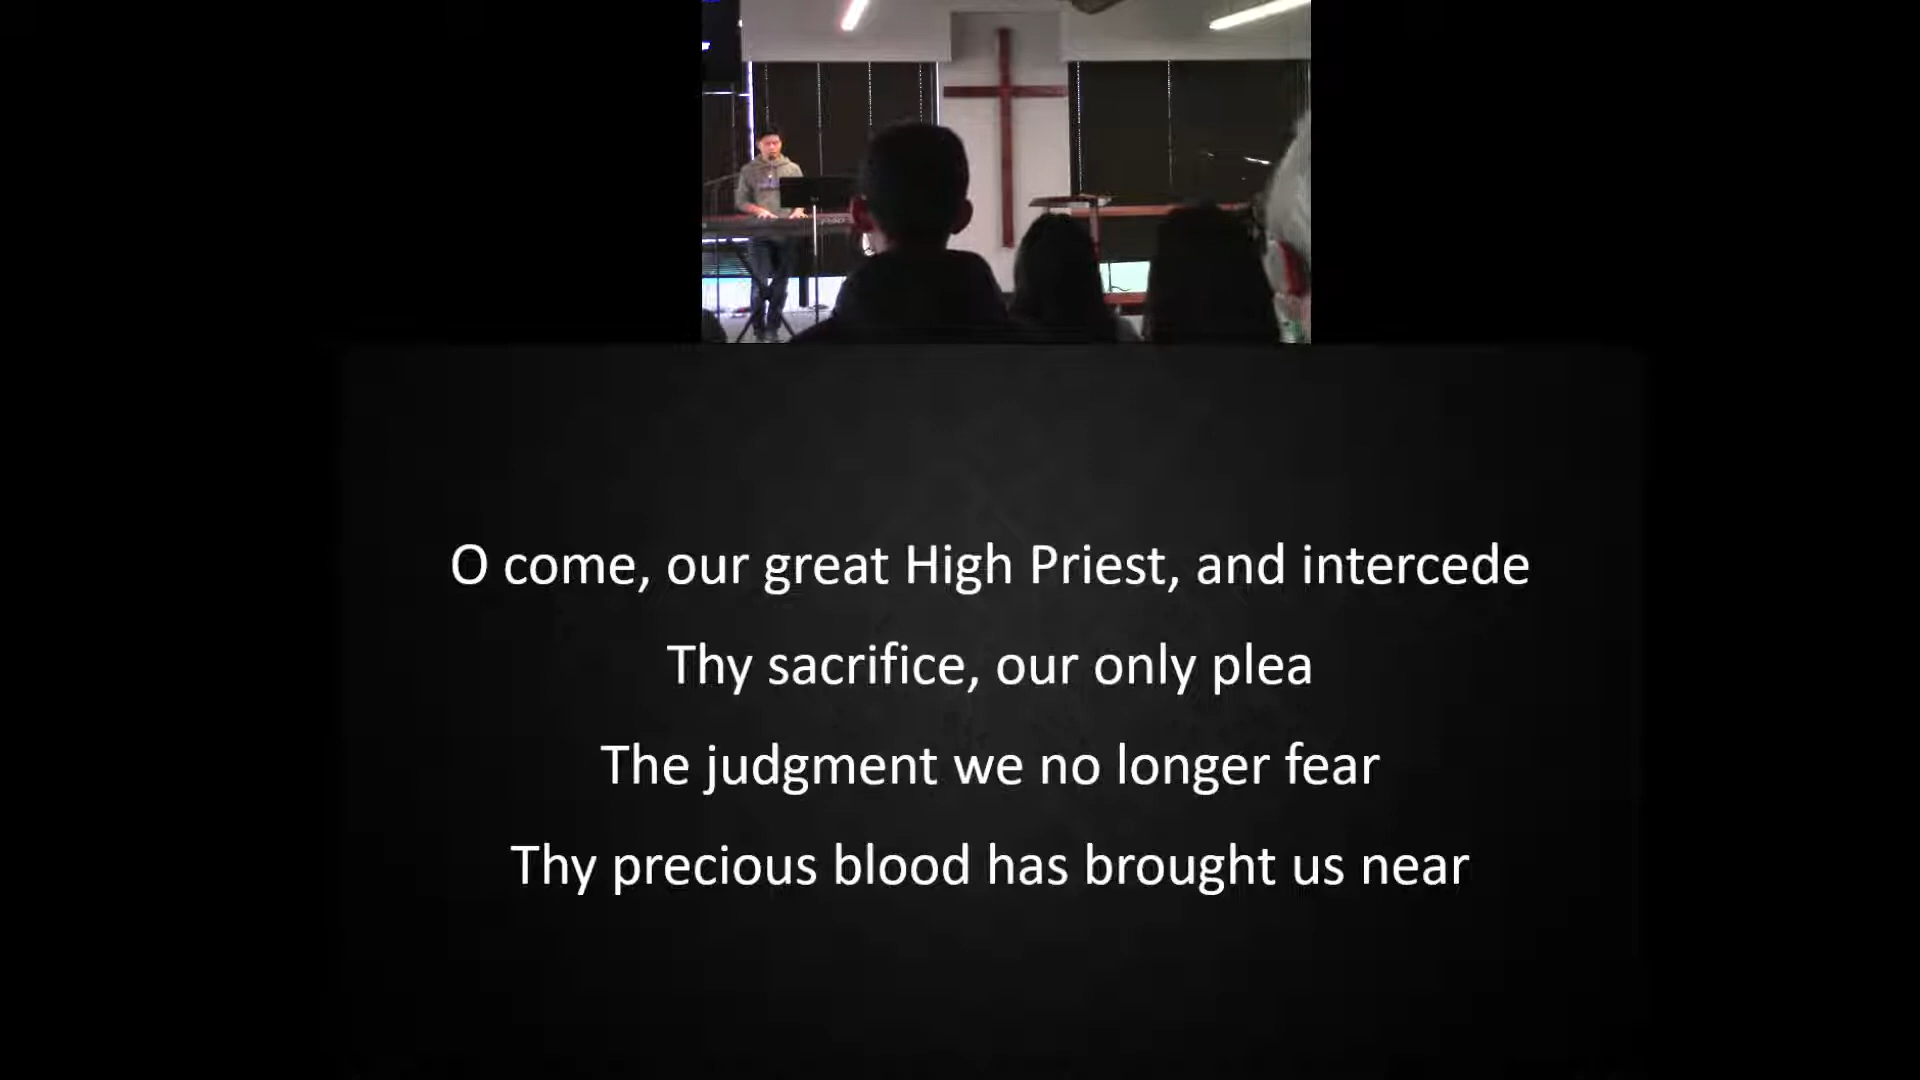 O come, our great High Priest, and intercede
Thy sacrifice, our only plea
The judgment we no longer fear
Thy precious blood has brought us near